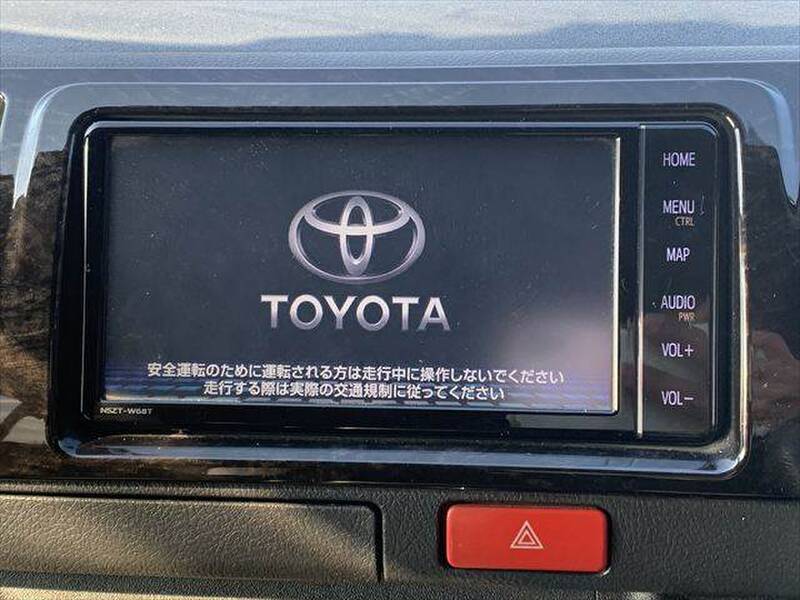 TOYOTA
安全運転のために運転される方は走行中に操作しないでください
走行する際は実際の交通規制に従ってください
NSZT-W68T
HOME
MENU
CTRL
MAP
AUDIO
PWR
VOL+
VOL-